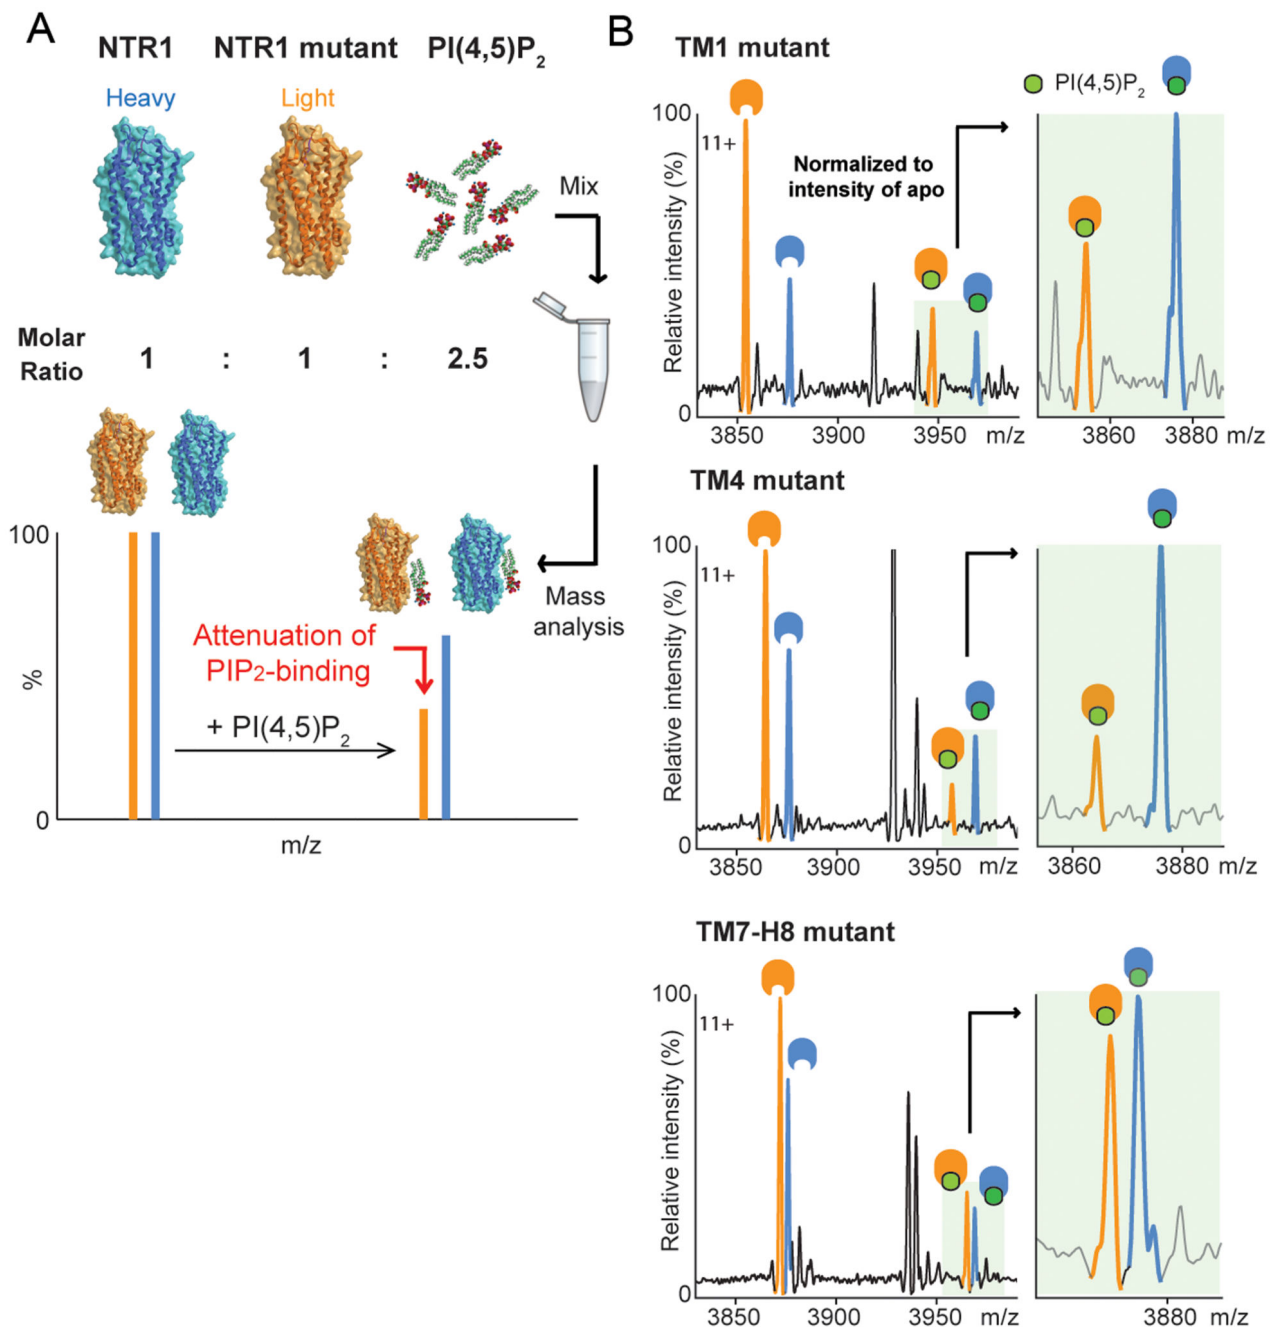 A
NTR1 NTR1 mutant PI(4,5)P2
Heavy Light
Mix
Molar
Ratio
1 : 1 : 2.5
100
%
0
Attenuation of
PIP2-binding
+ PI(4,5)P2
m/z
Mass
analysis
B
TM1 mutant
PI(4,5)P2
100
11+
Normalized to
intensity of apo
Relative intensity (%)
0
3850 3900 3950 m/z
3860 3880 m/z
TM4 mutant
100
11+
Relative intensity (%)
0
3850 3900 3950 m/z
3860 3880 m/z
TM7-H8 mutant
100
11+
Relative intensity (%)
0
3850 3900 3950 m/z
3880 m/z